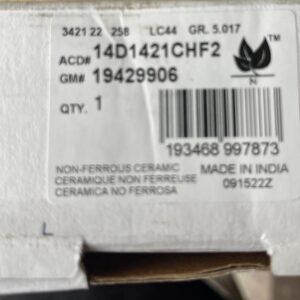 3421 22 258 LC44 GR. 5.017
ACD# 14D1421CHF2
GM# 19429906
TM
N
QTY. 1
193468 997873
NON-FERROUS CERAMIC
CERAMIQUE NON FERREUSE
CERAMICA NO FERROSA
MADE IN INDIA
091522Z
L